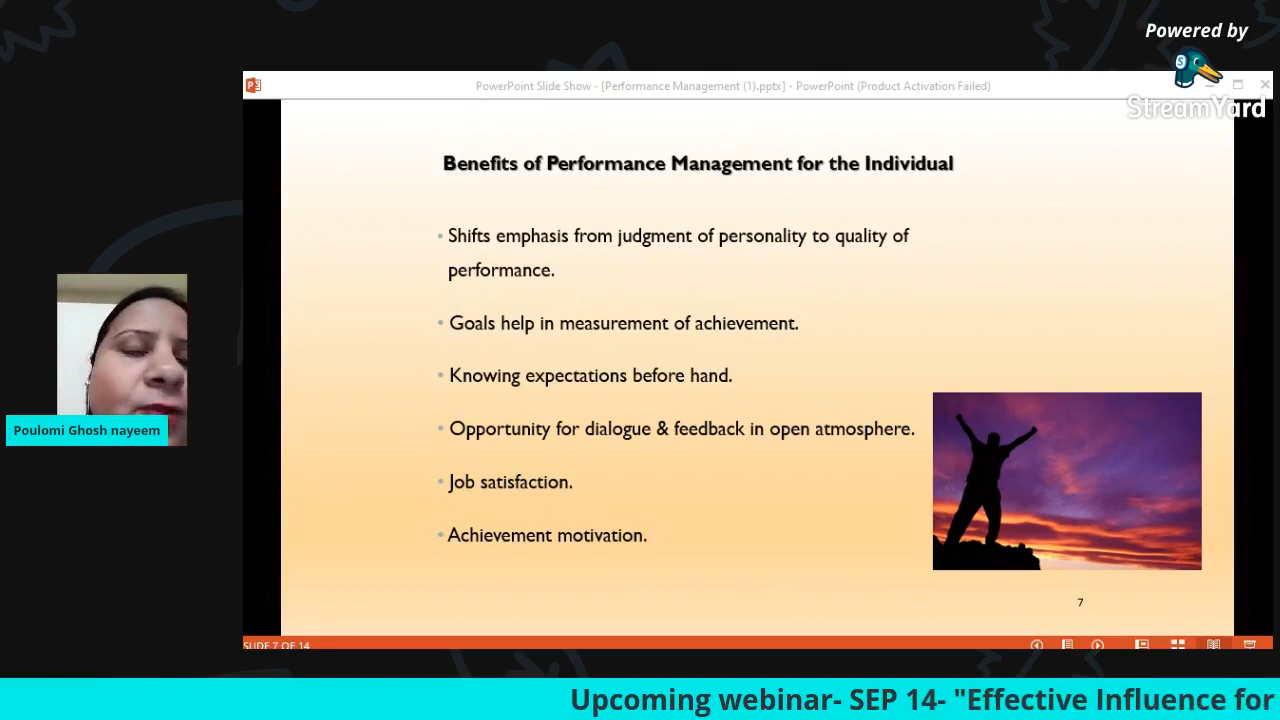 Powered by
StreamYard
PowerPoint Slide Show - [Performance Management (1).pptx] - PowerPoint (Product Activation Failed)
Benefits of Performance Management for the Individual
• Shifts emphasis from judgment of personality to quality of
performance.
• Goals help in measurement of achievement.
• Knowing expectations before hand.
• Opportunity for dialogue & feedback in open atmosphere.
• Job satisfaction.
• Achievement motivation.
Poulomi Ghosh nayeem
7
SLIDE 7 OF 14
Upcoming webinar- SEP 14- "Effective Influence for